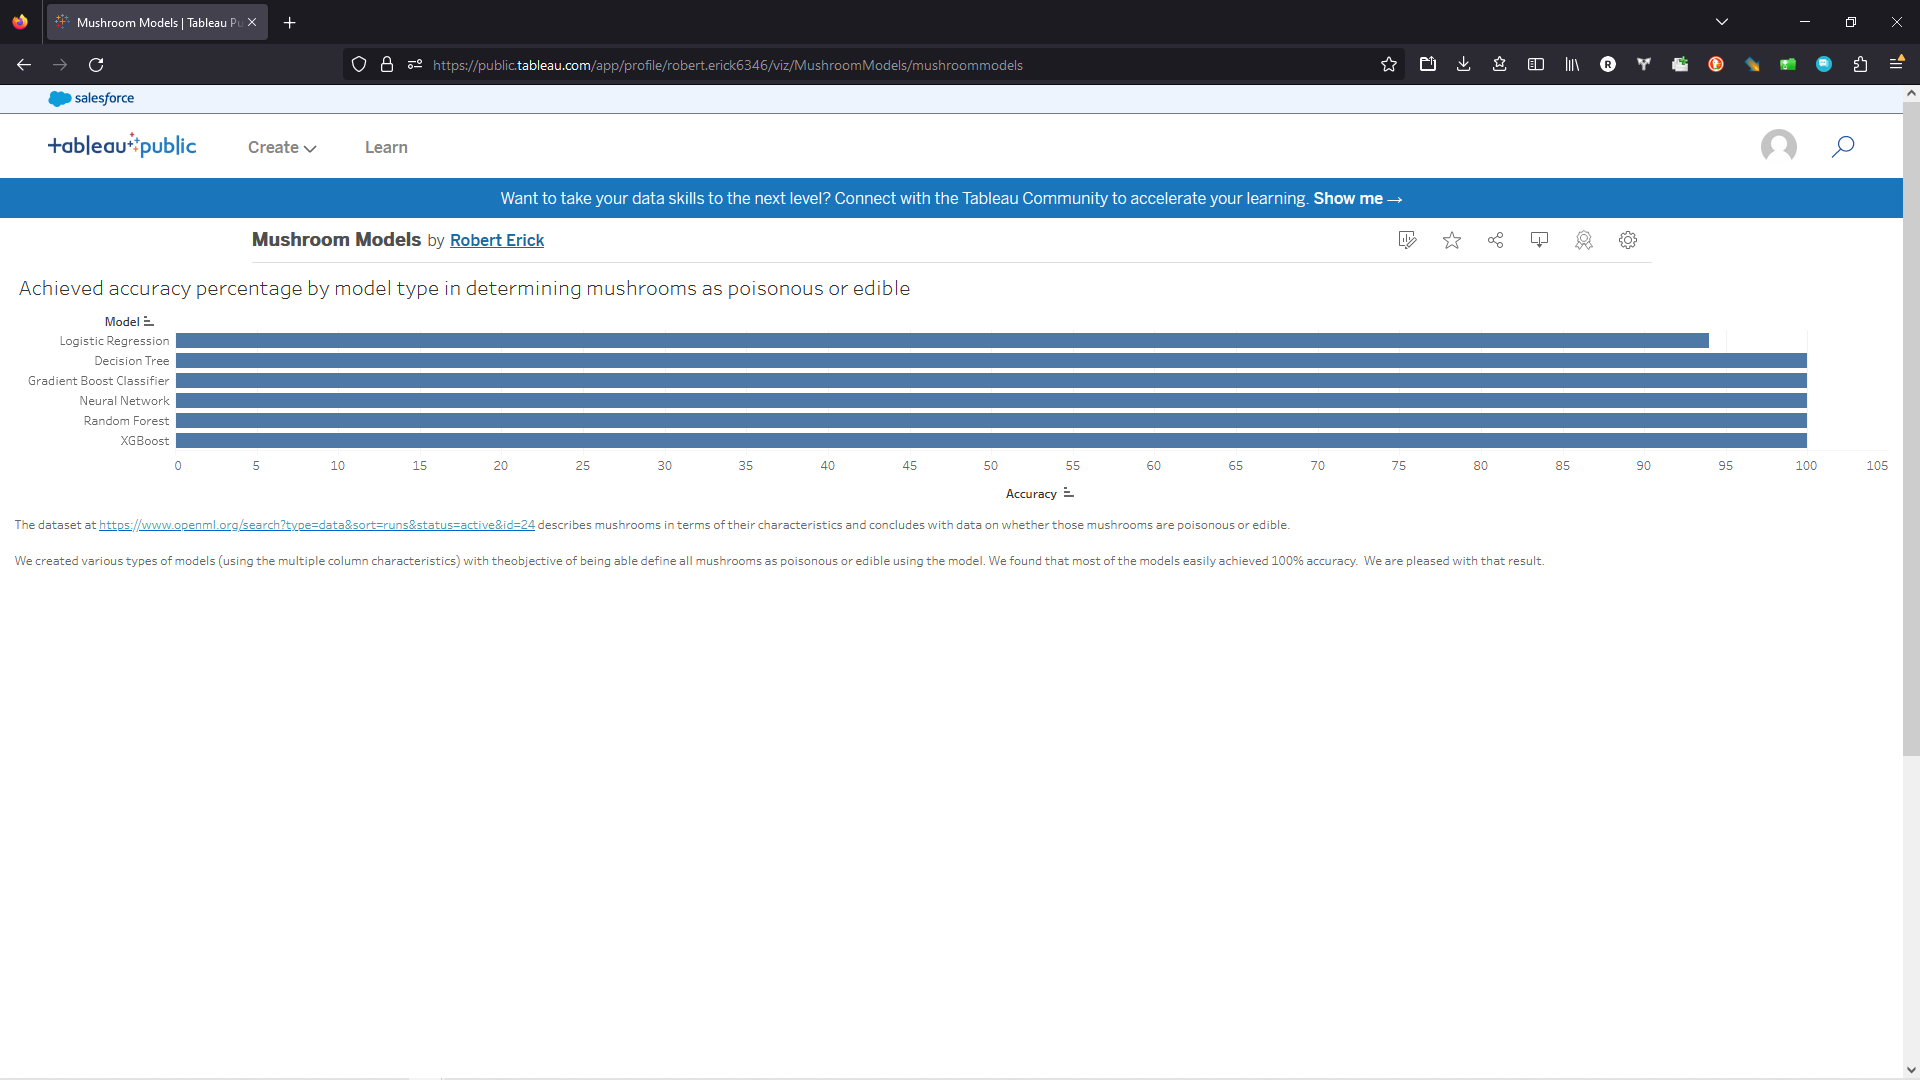 Mushroom Models | Tableau Pu
https://public.tableau.com/app/profile/robert.erick6346/viz/MushroomModels/mushroommodels
salesforce
tableau public
Create
Learn
Want to take your data skills to the next level? Connect with the Tableau Community to accelerate your learning. Show me →
Mushroom Models by Robert Erick
Achieved accuracy percentage by model type in determining mushrooms as poisonous or edible
Model
Logistic Regression
Decision Tree
Gradient Boost Classifier
Neural Network
Random Forest
XGBoost
0 5 10 15 20 25 30 35 40 45 50 55 60 65 70 75 80 85 90 95 100 105
Accuracy
The dataset at https://www.openml.org/search?type=data&sort=runs&status=active&id=24 describes mushrooms in terms of their characteristics and concludes with data on whether those mushrooms are poisonous or edible.
We created various types of models (using the multiple column characteristics) with theobjective of being able define all mushrooms as poisonous or edible using the model. We found that most of the models easily achieved 100% accuracy.  We are pleased with that result.